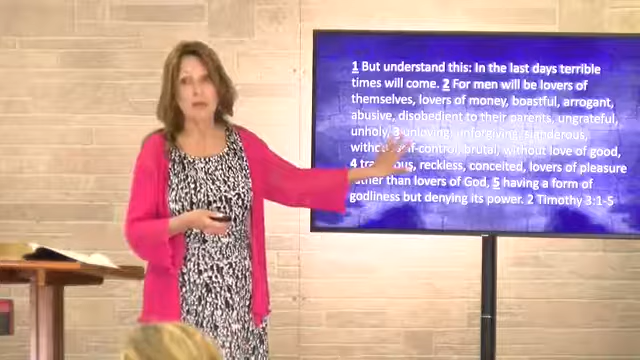 1 But understand this: In the last days terrible
times will come. 2 For men will be lovers of
themselves, lovers of money, boastful, arrogant,
abusive, disobedient to their parents, ungrateful,
unholy, 3 unloving, unforgiving, slanderous,
without self-control, brutal, without love of good,
4 traitorous, reckless, conceited, lovers of pleasure
rather than lovers of God, 5 having a form of
godliness but denying its power. 2 Timothy 3:1-5